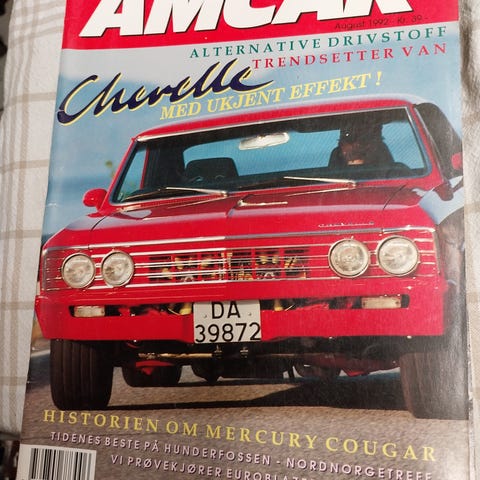 AMCAR
August 1992 - Kr. 39.-
ALTERNATIVE DRIVSTOFF
TRENDSETTER VAN
Chevelle
MED UKJENT EFFEKT!
DA
39872
HISTORIEN OM MERCURY COUGAR
TIDENES BESTE PÅ HUNDERFOSSEN - NORDNORGETREFF
VI PRØVEKJØRER